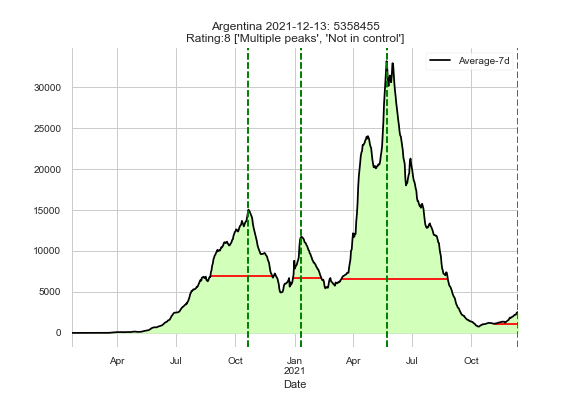 Argentina 2021-12-13: 5358455
Rating:8 ['Multiple peaks', 'Not in control']
Average-7d
30000
25000
20000
15000
10000
5000
0
Apr Jul Oct Jan Apr Jul Oct
2021
Date